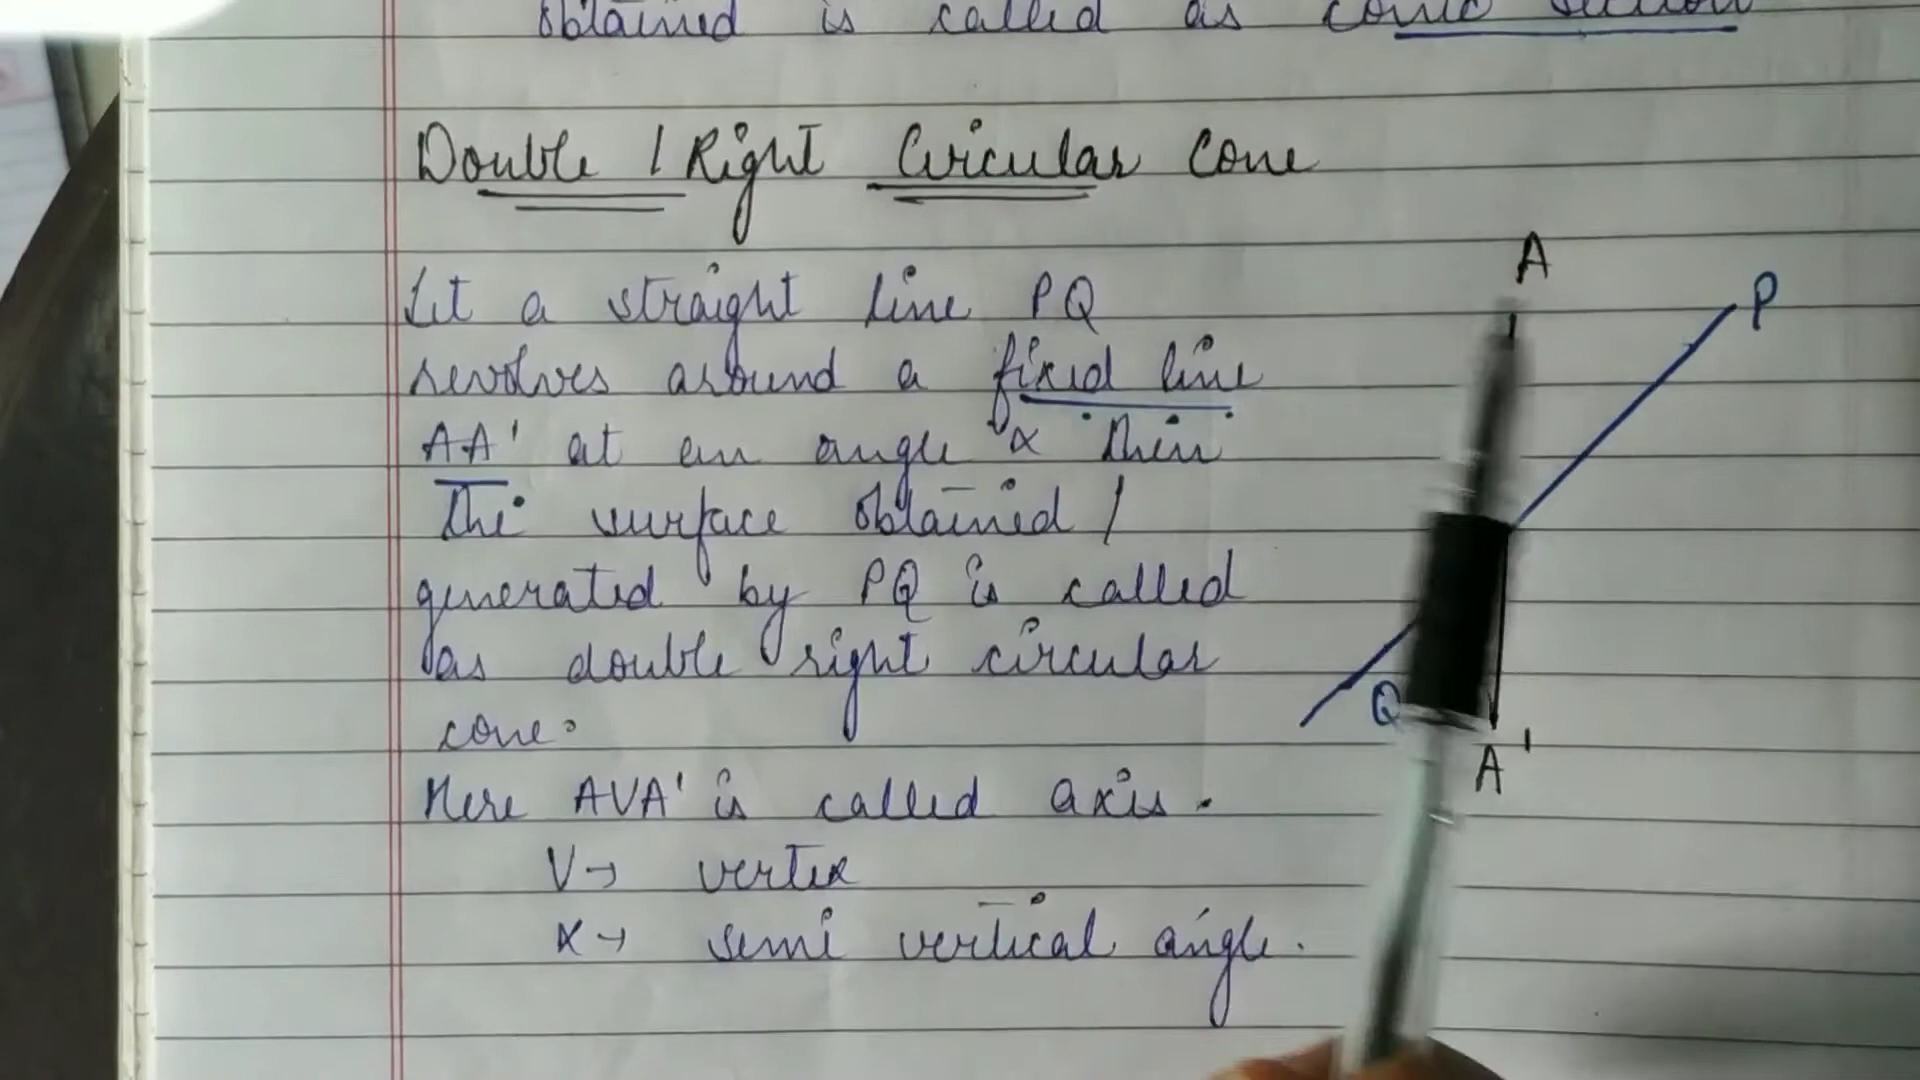 obtained is called as conic section
Double / Right Circular Cone
Let a straight line PQ
revolves around a fixed line
AA' at an angle α then
the surface obtained /
generated by PQ is called
as double right circular
cone.
Here AVA' is called axis.
V → vertex
α → semi vertical angle.
A
P
Q
A'